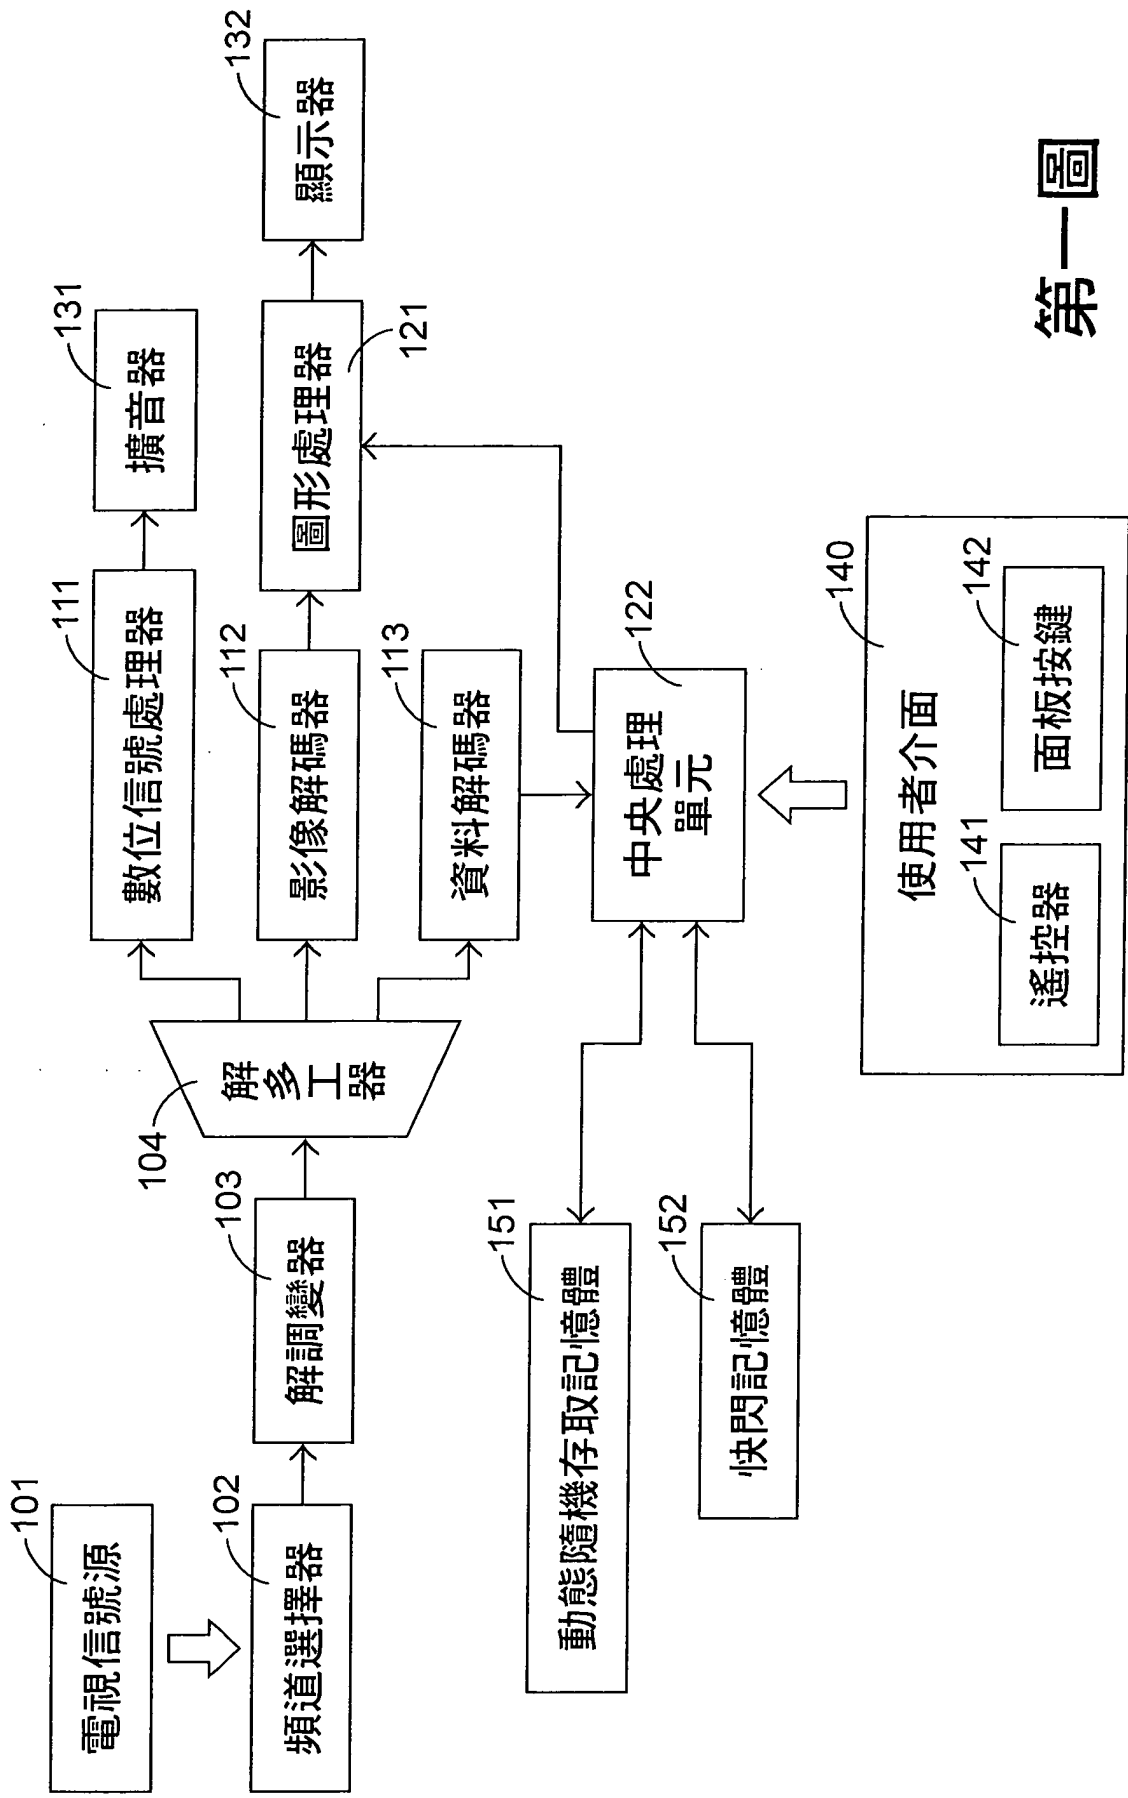 101
電視信號源
102
頻道選擇器
103
解調變器
104
解多工器
111
數位信號處理器
112
影像解碼器
113
資料解碼器
131
擴音器
121
圖形處理器
132
顯示器
122
中央處理
單元
151
動態隨機存取記憶體
152
快閃記憶體
140
使用者介面
141
遙控器
142
面板按鍵
第一圖